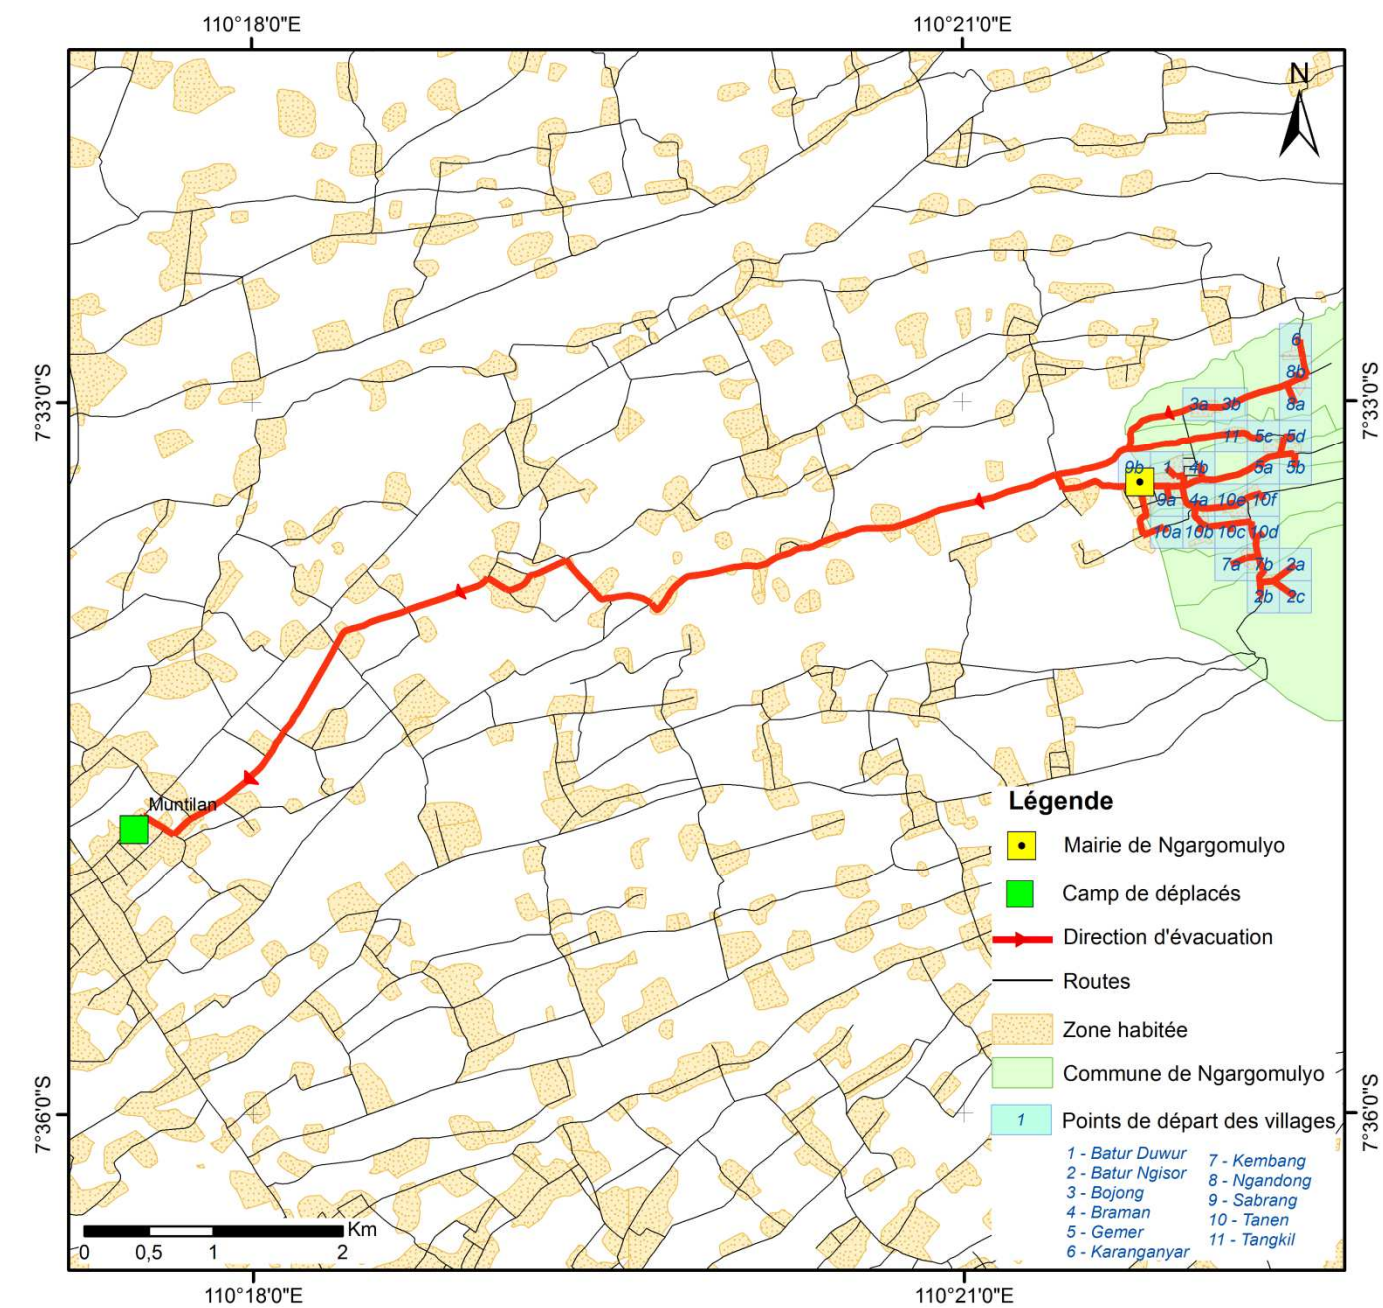 110°18'0"E
110°21'0"E
N
7°33'0"S
7°33'0"S
6
8b
3a
3b
8a
11
5c
5d
9b
1
4b
5a
5b
9a
4a
10e
10f
10a
10b
10c
10d
7a
7b
2a
2b
2c
Muntilan
Légende
Mairie de Ngargomulyo
Camp de déplacés
Direction d'évacuation
Routes
Zone habitée
Commune de Ngargomulyo
1
Points de départ des villages
1 - Batur Duwur
2 - Batur Ngisor
3 - Bojong
4 - Braman
5 - Gemer
6 - Karanganyar
7 - Kembang
8 - Ngandong
9 - Sabrang
10 - Tanen
11 - Tangkil
7°36'0"S
7°36'0"S
Km
0
0,5
1
2
110°18'0"E
110°21'0"E